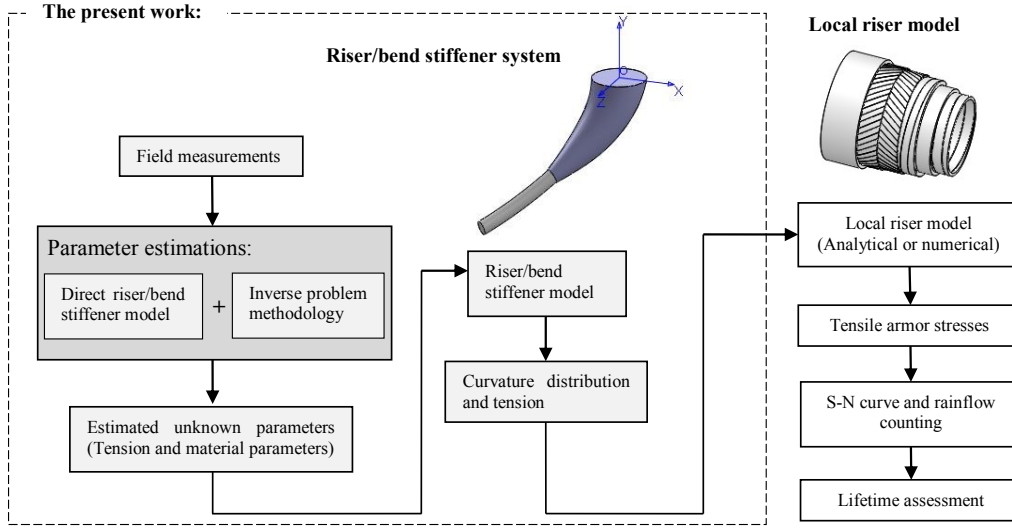 The present work:
Riser/bend stiffener system
Y
O
X
Z
Field measurements
Parameter estimations:
Direct riser/bend
stiffener model
+
Inverse problem
methodology
Estimated unknown parameters
(Tension and material parameters)
Riser/bend
stiffener model
Curvature distribution
and tension
Local riser model
Local riser model
(Analytical or numerical)
Tensile armor stresses
S-N curve and rainflow
counting
Lifetime assessment